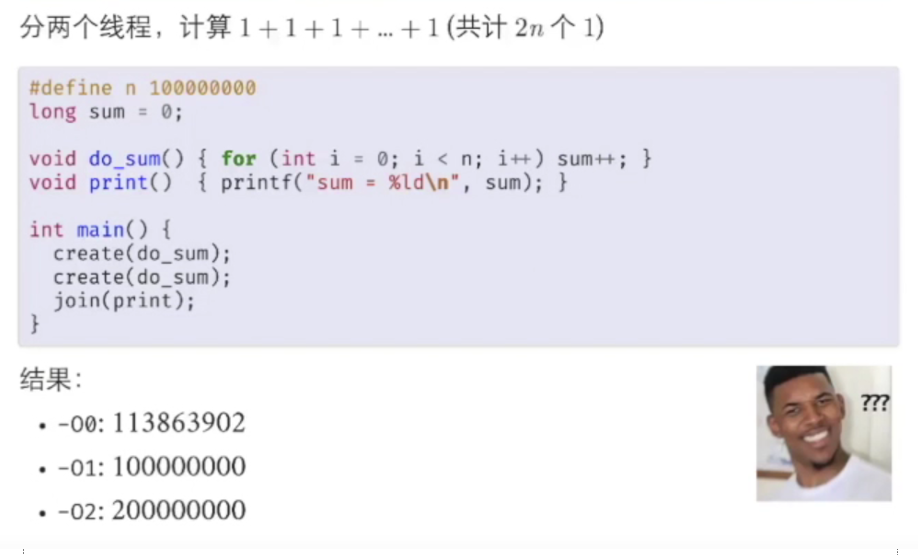 分两个线程，计算 1 + 1 + 1 + … + 1 (共计 2n 个 1)
#define n 100000000
long sum = 0;
void do_sum() { for (int i = 0; i < n; i++) sum++; }
void print()  { printf("sum = %ld\n", sum); }
int main() {
  create(do_sum);
  create(do_sum);
  join(print);
}
结果：
• -O0: 113863902
???
• -O1: 100000000
• -O2: 200000000